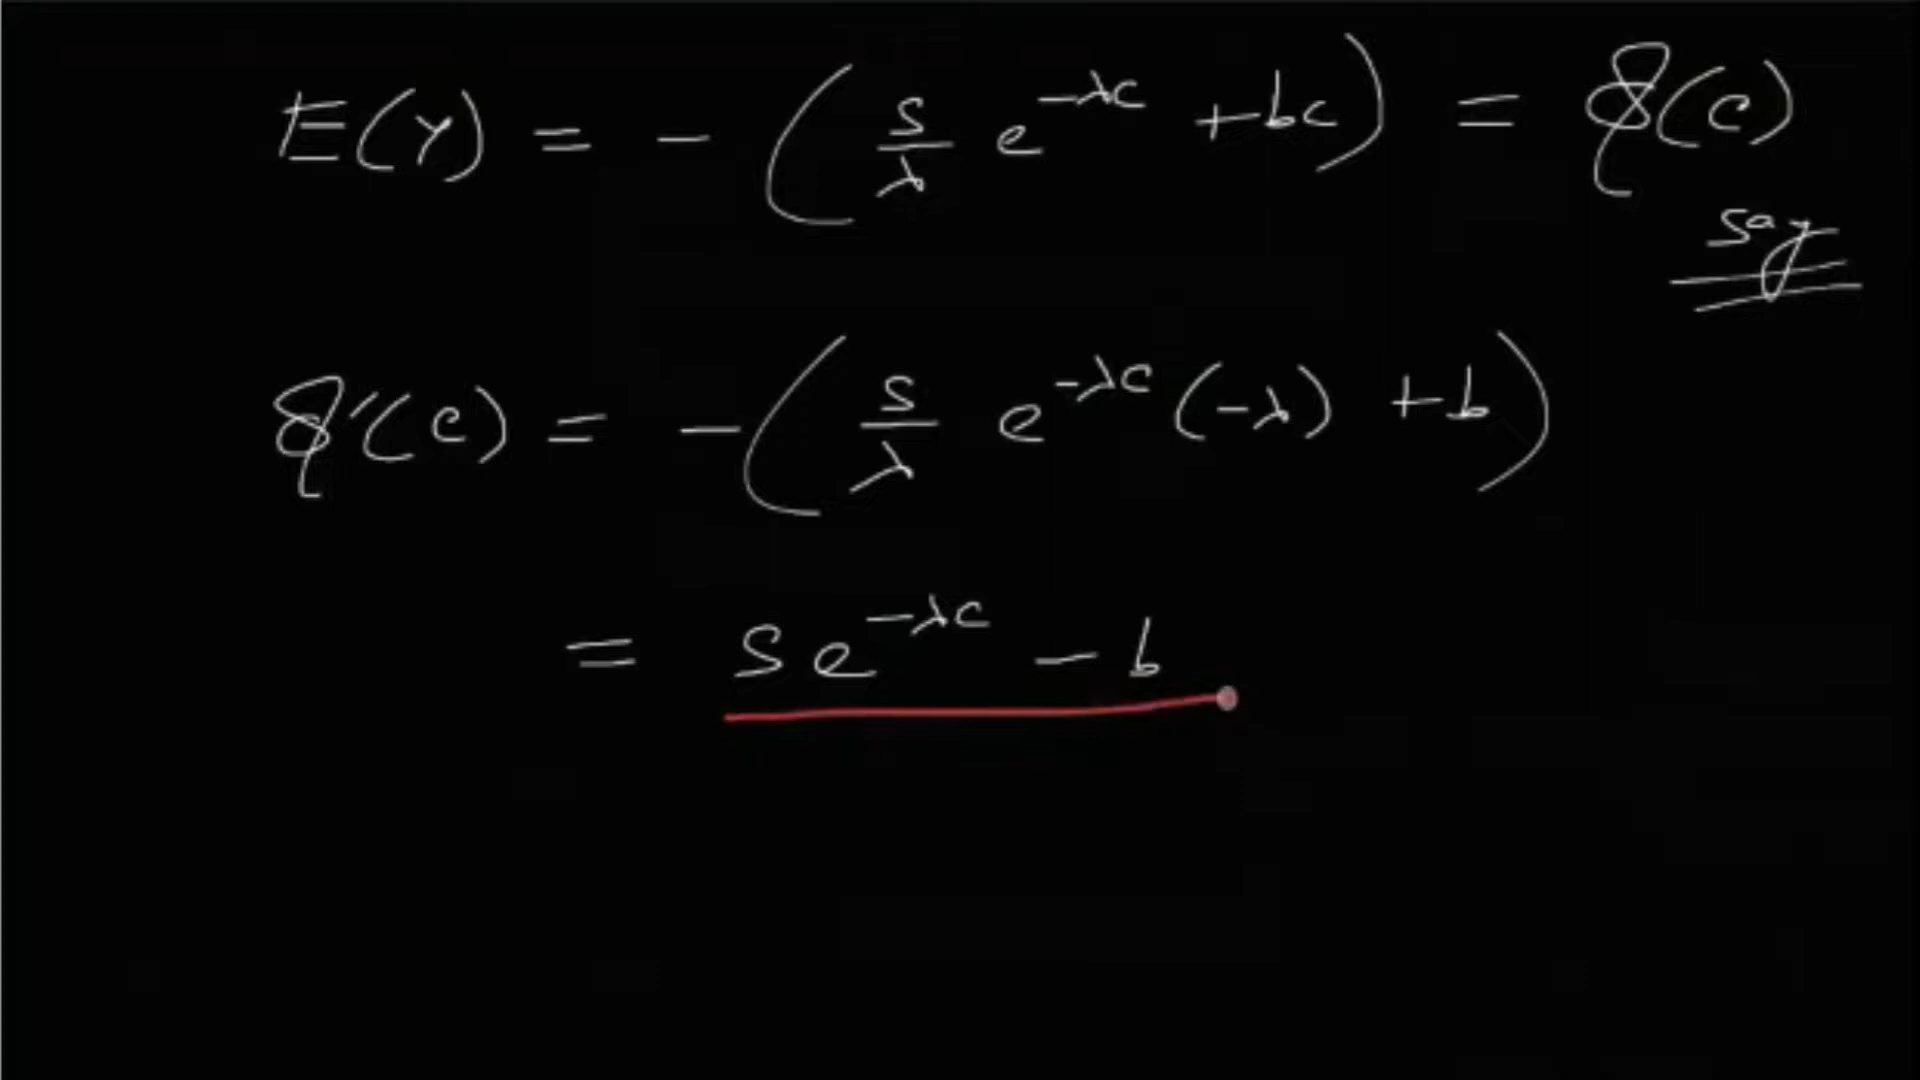 E(Y) = - ( s/λ e^{-λc} + bc ) = g(c)
say
g'(c) = - ( s/λ e^{-λc} (-λ) + b )
= s e^{-λc} - b